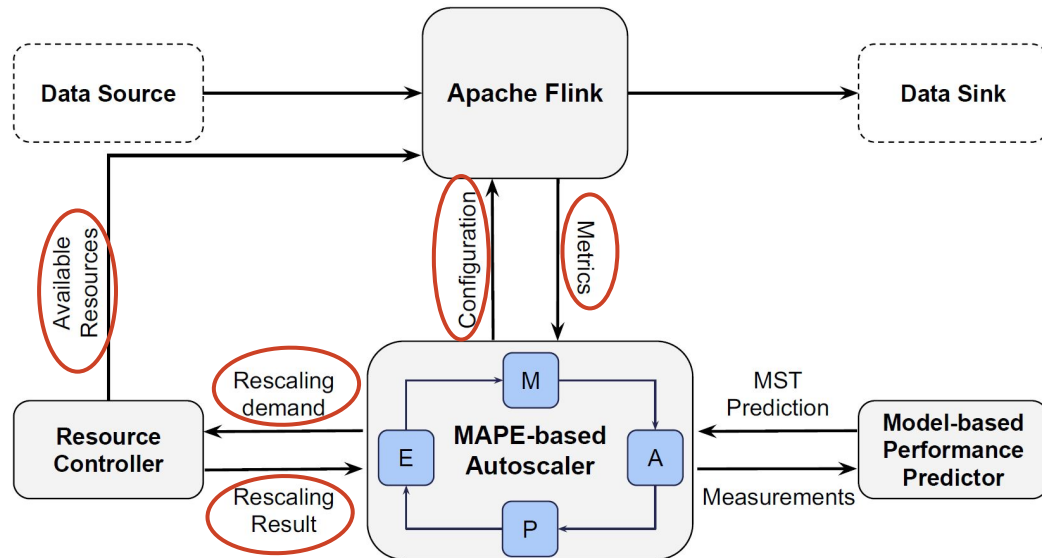 Data Source
Apache Flink
Data Sink
Available
Resources
Configuration
Metrics
Rescaling
demand
M
MST
Prediction
Resource
Controller
E
MAPE-based
Autoscaler
A
Model-based
Performance
Predictor
Rescaling
Result
P
Measurements